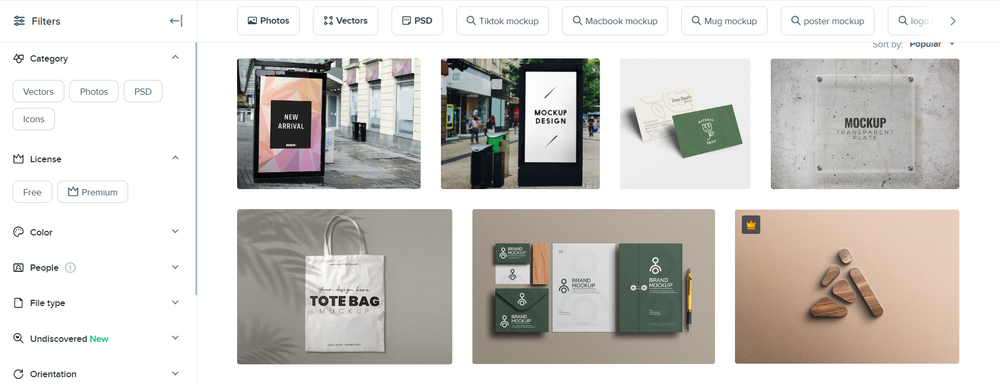 Filters
Photos
Vectors
PSD
Tiktok mockup
Macbook mockup
Mug mockup
poster mockup
logo
Sort by: Popular
Category
Vectors
Photos
PSD
Icons
License
Free
Premium
Color
People
File type
Undiscovered New
Orientation
NEW
ARRIVAL
MOCKUP
DESIGN
NATURAL
SHOP
MOCKUP
TRANSPARENT
PLATE
Your design here
TOTE BAG
MOCKUP
BRAND
MOCKUP
BRAND
MOCKUP
BRAND
MOCKUP
BRAND
MOCKUP